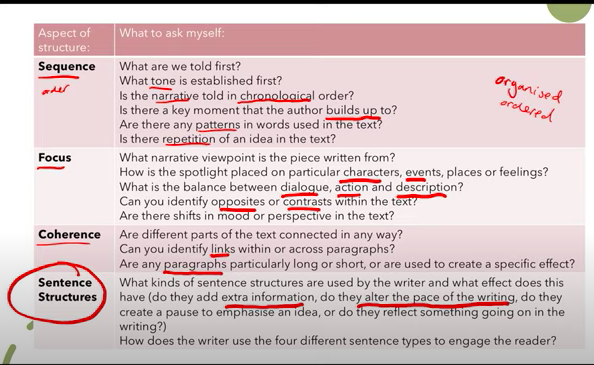 Aspect of structure:
What to ask myself:
Sequence
order
What are we told first?
What tone is established first?
Is the narrative told in chronological order?
Is there a key moment that the author builds up to?
Are there any patterns in words used in the text?
Is there repetition of an idea in the text?
organised
ordered
Focus
What narrative viewpoint is the piece written from?
How is the spotlight placed on particular characters, events, places or feelings?
What is the balance between dialogue, action and description?
Can you identify opposites or contrasts within the text?
Are there shifts in mood or perspective in the text?
Coherence
Are different parts of the text connected in any way?
Can you identify links within or across paragraphs?
Are any paragraphs particularly long or short, or are used to create a specific effect?
Sentence
Structures
What kinds of sentence structures are used by the writer and what effect does this
have (do they add extra information, do they alter the pace of the writing, do they
create a pause to emphasise an idea, or do they reflect something going on in the
writing?)
How does the writer use the four different sentence types to engage the reader?